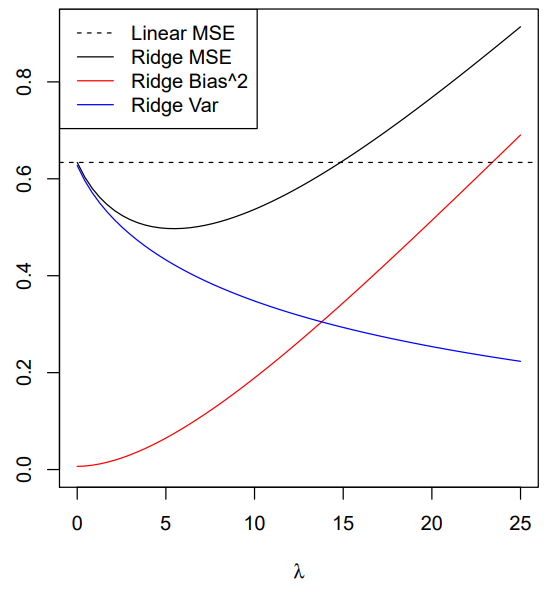 Linear MSE
Ridge MSE
Ridge Bias^2
Ridge Var
0.8
0.6
0.4
0.2
0.0
0 5 10 15 20 25
λ